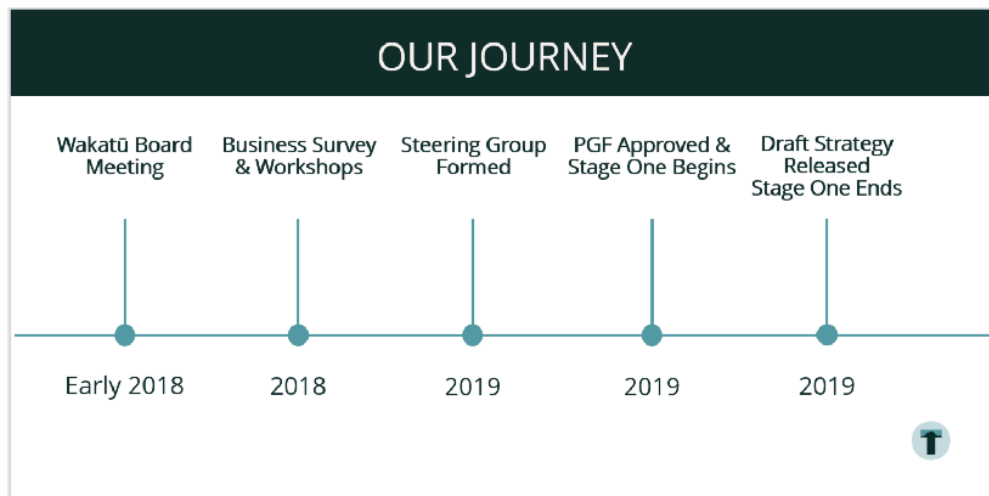 OUR JOURNEY
Wakatū Board
Meeting
Business Survey
& Workshops
Steering Group
Formed
PGF Approved &
Stage One Begins
Draft Strategy
Released
Stage One Ends
Early 2018
2018
2019
2019
2019